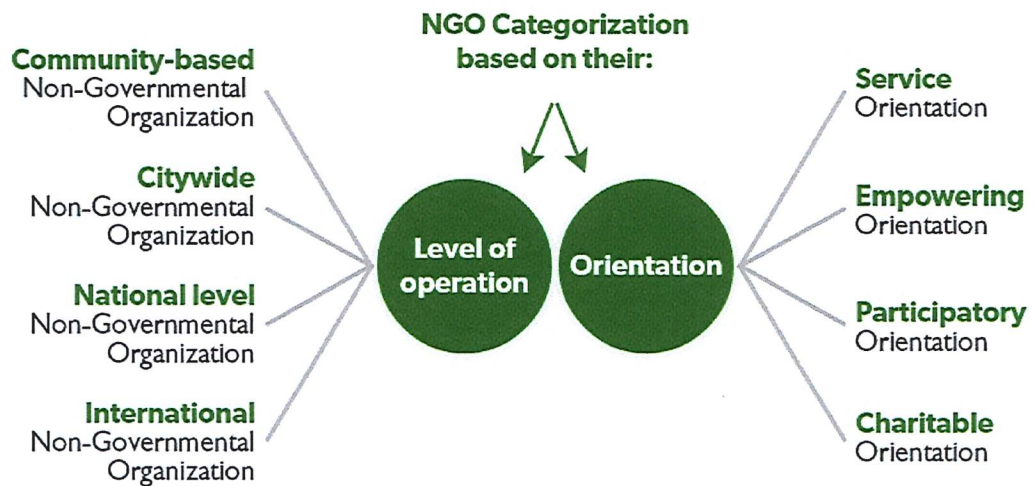 NGO Categorization
based on their:
Community-based
Non-Governmental
Organization
Citywide
Non-Governmental
Organization
National level
Non-Governmental
Organization
International
Non-Governmental
Organization
Level of
operation
Orientation
Service
Orientation
Empowering
Orientation
Participatory
Orientation
Charitable
Orientation